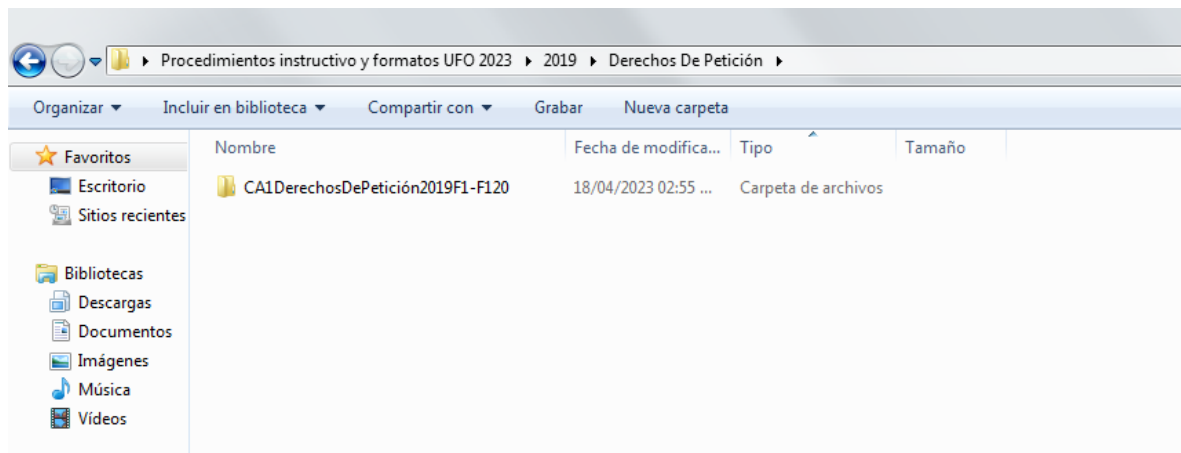 Procedimientos instructivo y formatos UFO 2023 ▸ 2019 ▸ Derechos De Petición ▸
Organizar Incluir en biblioteca Compartir con Grabar Nueva carpeta
Nombre Fecha de modifica... Tipo Tamaño
CA1DerechosDePetición2019F1-F120 18/04/2023 02:55 ... Carpeta de archivos
Favoritos
Escritorio
Sitios recientes
Bibliotecas
Descargas
Documentos
Imágenes
Música
Vídeos